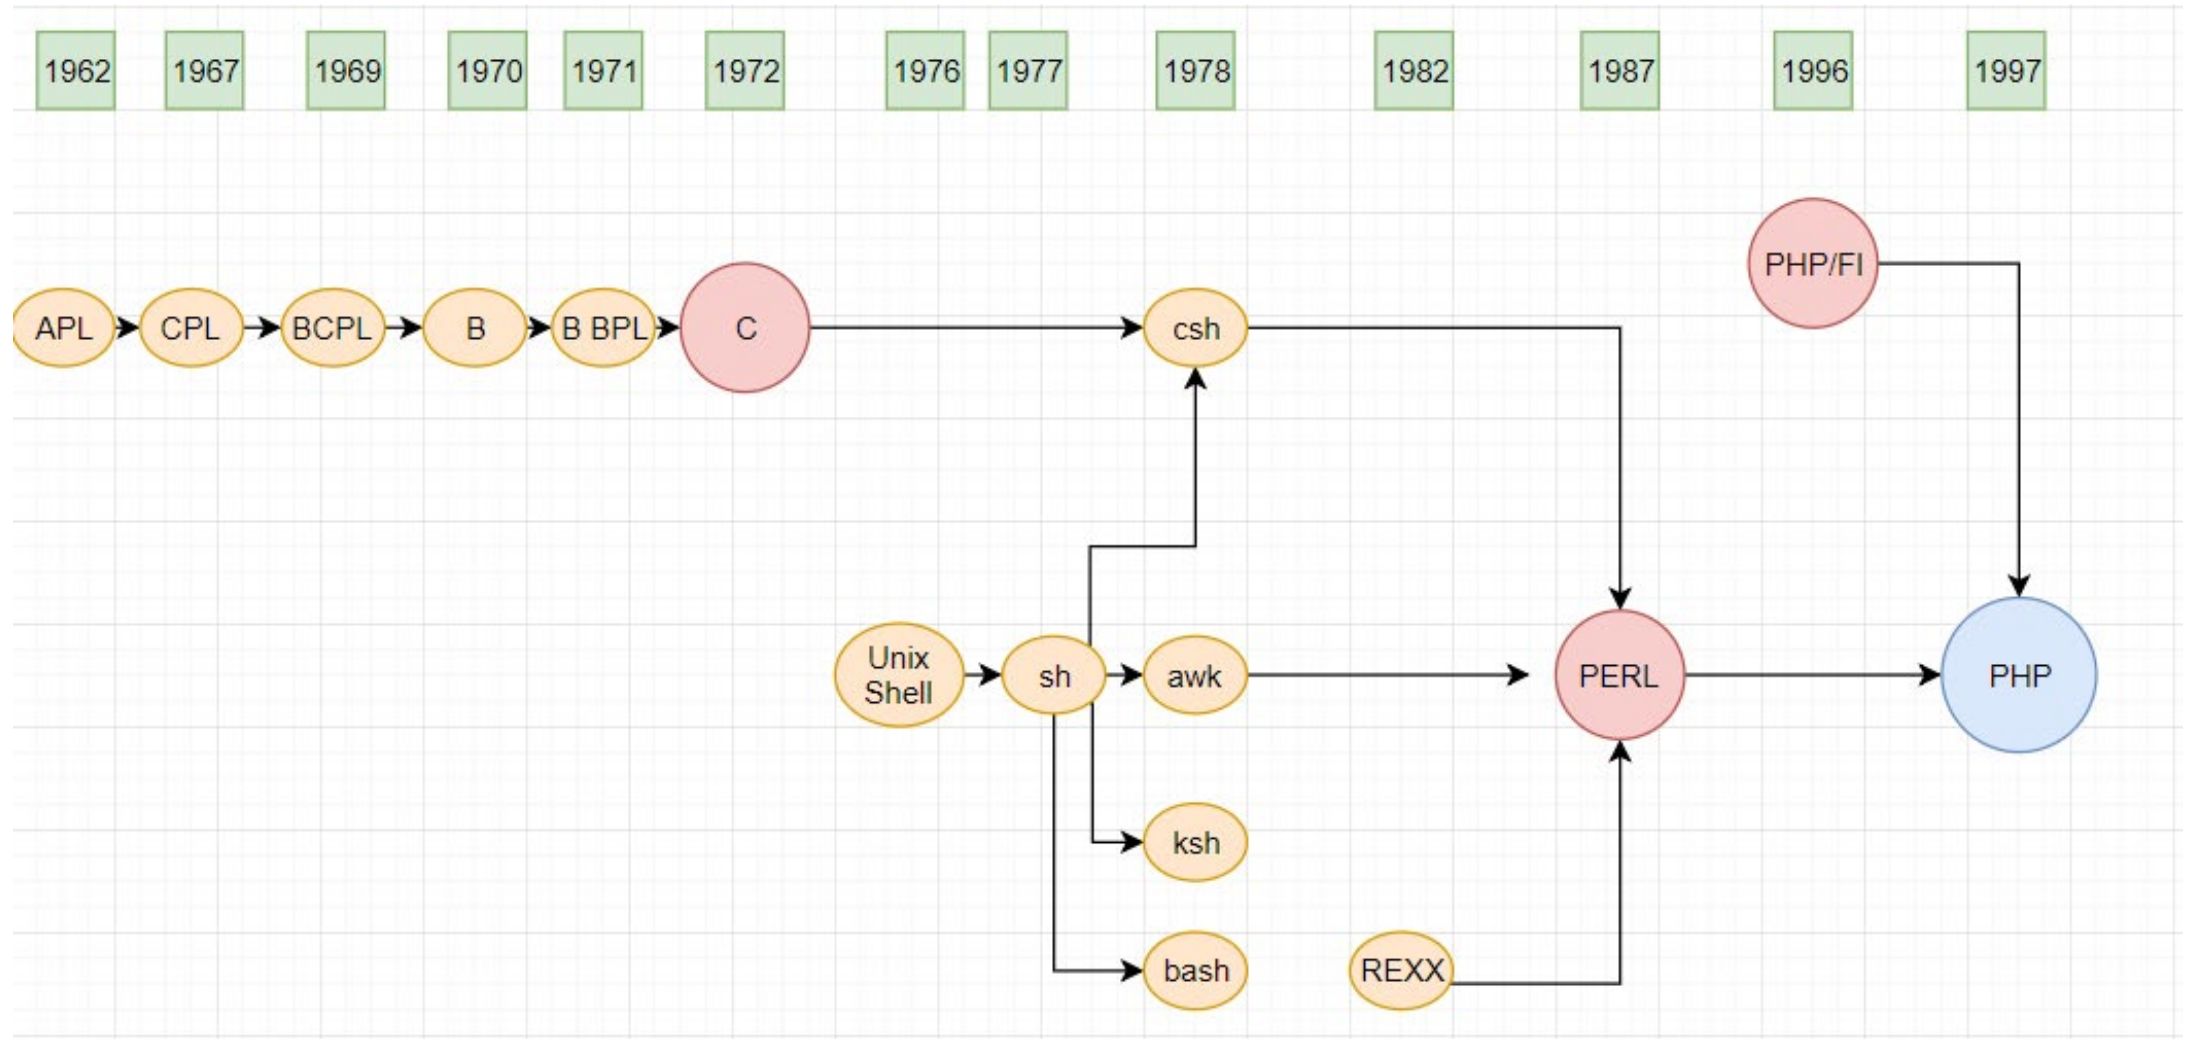 1962
1967
1969
1970
1971
1972
1976
1977
1978
1982
1987
1996
1997
PHP/FI
APL
CPL
BCPL
B
B BPL
C
csh
Unix
Shell
sh
awk
PERL
PHP
ksh
bash
REXX